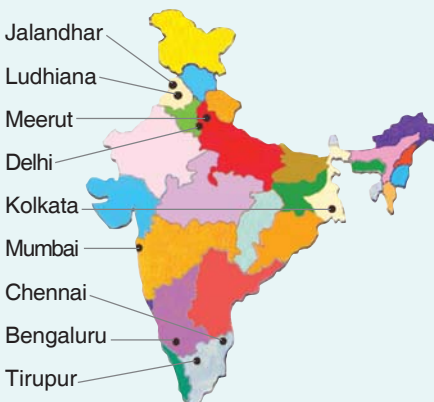 Jalandhar
Ludhiana
Meerut
Delhi
Kolkata
Mumbai
Chennai
Bengaluru
Tirupur